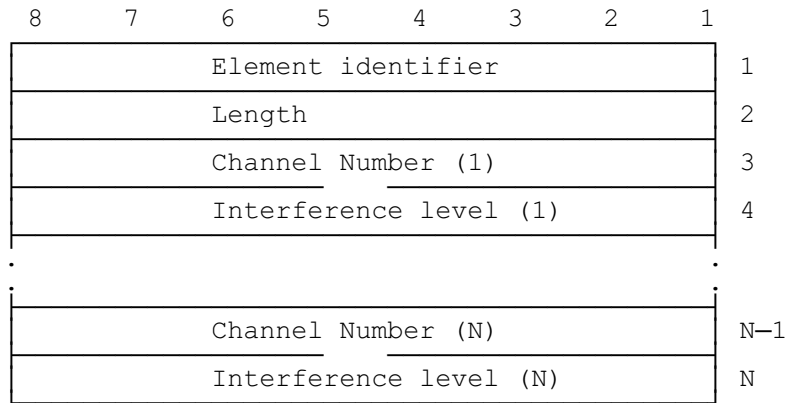 8 7 6 5 4 3 2 1
Element identifier 1
Length 2
Channel Number (1) 3
Interference level (1) 4
Channel Number (N) N─1
Interference level (N) N